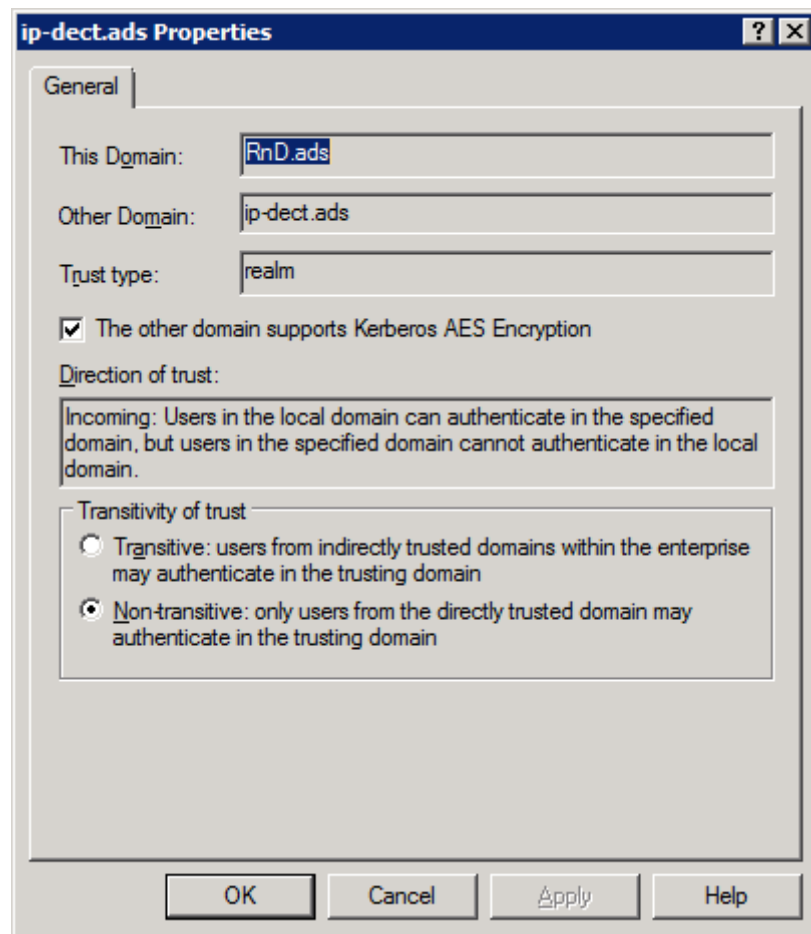 ip-dect.ads Properties
General
This Domain: RnD.ads
Other Domain: ip-dect.ads
Trust type: realm
The other domain supports Kerberos AES Encryption
Direction of trust:
Incoming: Users in the local domain can authenticate in the specified
domain, but users in the specified domain cannot authenticate in the local
domain.
Transitivity of trust
Transitive: users from indirectly trusted domains within the enterprise
may authenticate in the trusting domain
Non-transitive: only users from the directly trusted domain may
authenticate in the trusting domain
OK Cancel Apply Help